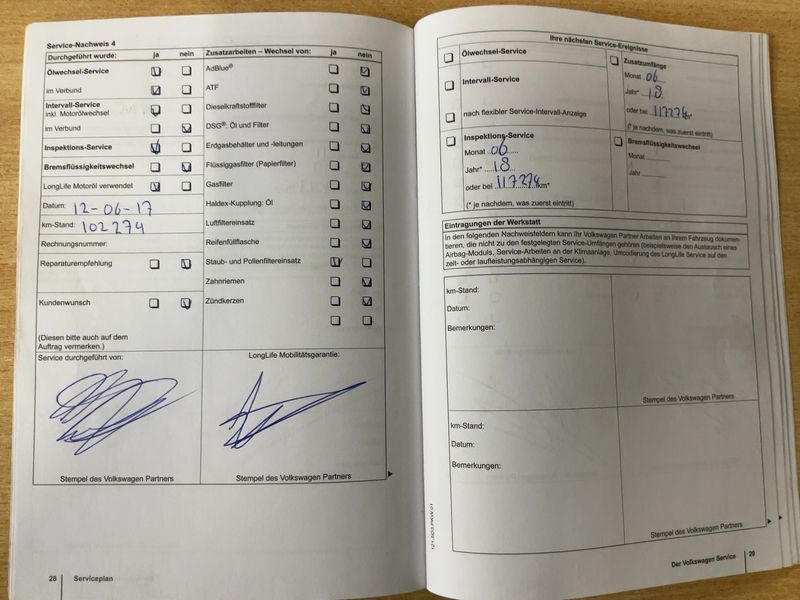 Service-Nachweis 4
Durchgeführt wurde: ja nein
Ölwechsel-Service
im Verbund
Intervall-Service
inkl. Motorölwechsel
im Verbund
Inspektions-Service
Bremsflüssigkeitswechsel
LongLife Motoröl verwendet
Datum: 12-06-17
km-Stand: 102274
Rechnungsnummer:
Reparaturempfehlung
Kundenwunsch
(Diesen bitte auch auf dem
Auftrag vermerken.)
Zusatzarbeiten – Wechsel von: ja nein
AdBlue®
ATF
Dieselkraftstofffilter
DSG®: Öl und Filter
Erdgasbehälter und -leitungen
Flüssiggasfilter (Papierfilter)
Gasfilter
Haldex-Kupplung: Öl
Luftfiltereinsatz
Reifenfüllflasche
Staub- und Pollenfiltereinsatz
Zahnriemen
Zündkerzen
Service durchgeführt von:
Stempel des Volkswagen Partners
LongLife Mobilitätsgarantie:
Stempel des Volkswagen Partners
28 Serviceplan
Ihre nächsten Service-Ereignisse
Ölwechsel-Service
Intervall-Service
nach flexibler Service-Intervall-Anzeige
Inspektions-Service
Monat 06
Jahr* 18
oder bei 117274 km*
(* je nachdem, was zuerst eintritt)
Zusatzumfänge
Monat 06
Jahr* 18
oder bei 117274 km*
(* je nachdem, was zuerst eintritt)
Bremsflüssigkeitswechsel
Monat
Jahr
Eintragungen der Werkstatt
In den folgenden Nachweisfeldern kann Ihr Volkswagen Partner Arbeiten an Ihrem Fahrzeug dokumen-
tieren, die nicht zu den festgelegten Service-Umfängen gehören (beispielsweise den Austausch eines
Airbag-Moduls, Service-Arbeiten an der Klimaanlage, Umcodierung des LongLife Service auf den
zeit- oder laufleistungsabhängigen Service).
km-Stand:
Datum:
Bemerkungen:
Stempel des Volkswagen Partners
km-Stand:
Datum:
Bemerkungen:
Stempel des Volkswagen Partners
121.5D3.PKW.01
Der Volkswagen Service 29